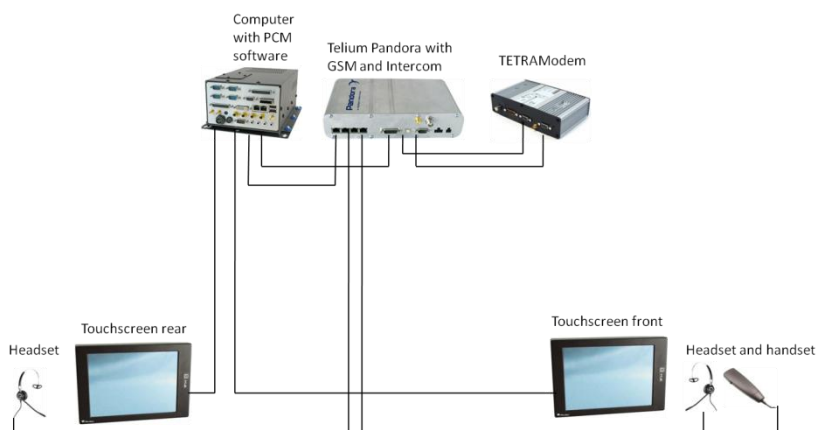 Computer
with PCM
software
Telium Pandora with
GSM and Intercom
TETRAModem
Pandora
Touchscreen rear
Touchscreen front
Headset
Headset and handset